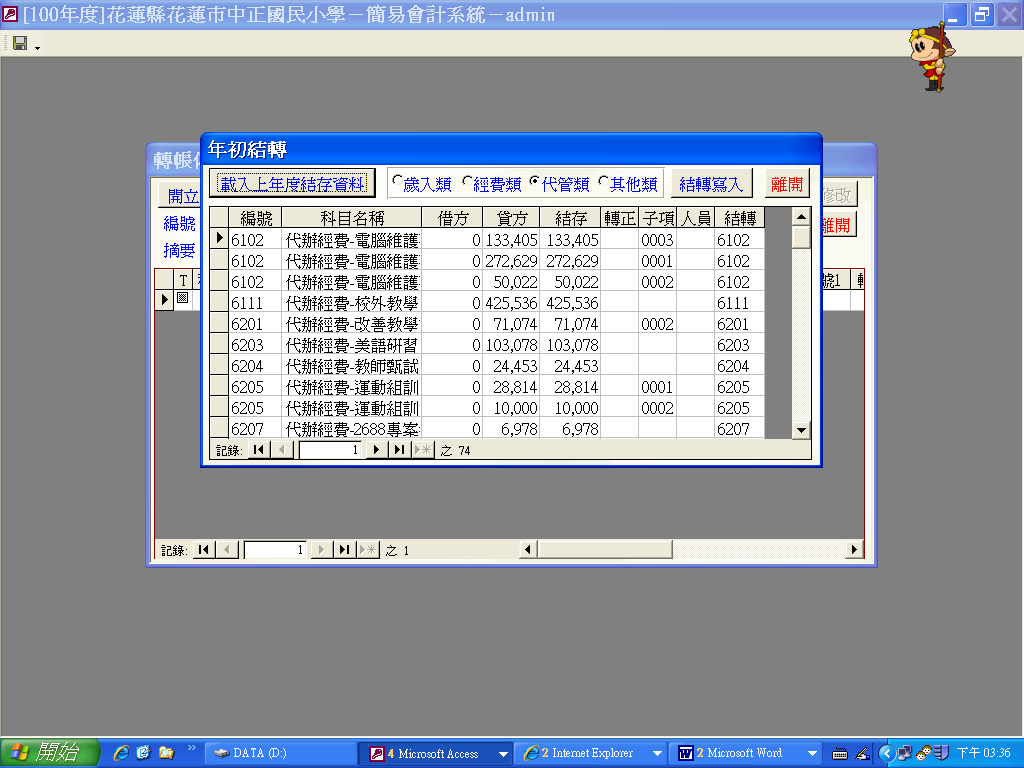 [100年度]花蓮縣花蓮市中正國民小學－簡易會計系統－admin
轉帳
年初結轉
載入上年度結存資料 歲入類 經費類 代管類 其他類 結轉寫入 離開
開立 修改
編號 離開
摘要
編號 科目名稱 借方 貸方 結存 轉正 子項 人員 結轉
6102 代辦經費-電腦維護 0 133,405 133,405 0003 6102
6102 代辦經費-電腦維護 0 272,629 272,629 0001 6102
6102 代辦經費-電腦維護 0 50,022 50,022 0002 6102
6111 代辦經費-校外教學 0 425,536 425,536 6111
6201 代辦經費-改善教學 0 71,074 71,074 0002 6201
6203 代辦經費-美語研習 0 103,078 103,078 6203
6204 代辦經費-教師甄試 0 24,453 24,453 6204
6205 代辦經費-運動組訓 0 28,814 28,814 0001 6205
6205 代辦經費-運動組訓 0 10,000 10,000 0002 6205
6207 代辦經費-2688專案 0 6,978 6,978 6207
記錄: 1 之 74
T 號1
記錄: 1 之 1
開始 DATA (D:) 4 Microsoft Access 2 Internet Explorer 2 Microsoft Word 下午 03:36